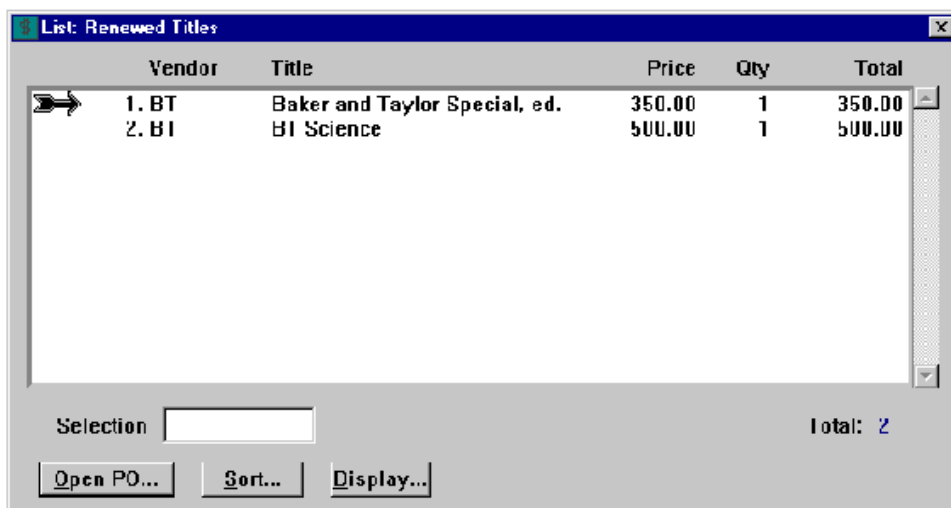 List: Renewed Titles
Vendor Title Price Qty Total
1. BT Baker and Taylor Special, ed. 350.00 1 350.00
2. BT BT Science 500.00 1 500.00
Selection Total: 2
Open PO... Sort... Display...